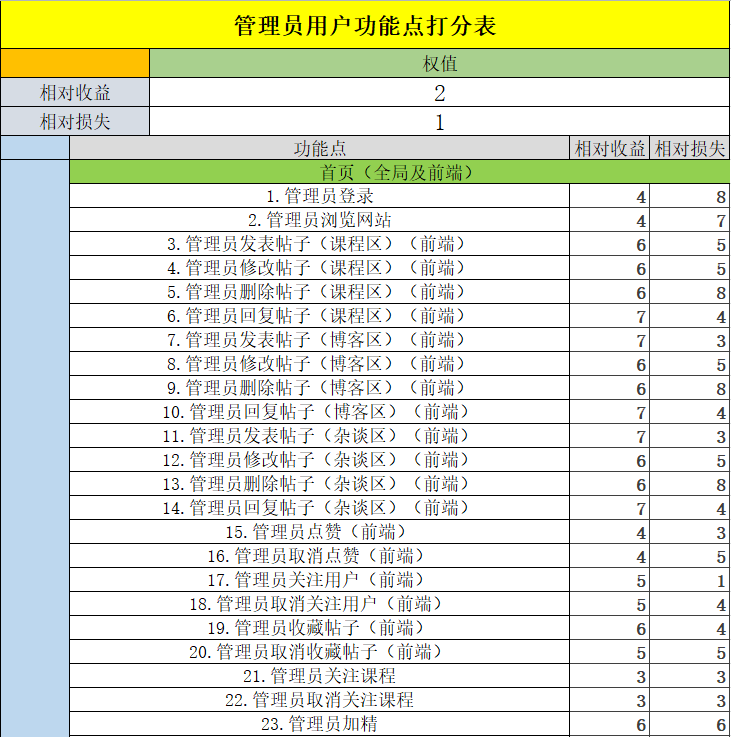 管理员用户功能点打分表
权值
相对收益 2
相对损失 1
功能点 相对收益 相对损失
首页（全局及前端）
1.管理员登录 4 8
2.管理员浏览网站 4 7
3.管理员发表帖子（课程区）（前端） 6 5
4.管理员修改帖子（课程区）（前端） 6 5
5.管理员删除帖子（课程区）（前端） 6 8
6.管理员回复帖子（课程区）（前端） 7 4
7.管理员发表帖子（博客区）（前端） 7 3
8.管理员修改帖子（博客区）（前端） 6 5
9.管理员删除帖子（博客区）（前端） 6 8
10.管理员回复帖子（博客区）（前端） 7 4
11.管理员发表帖子（杂谈区）（前端） 7 3
12.管理员修改帖子（杂谈区）（前端） 6 5
13.管理员删除帖子（杂谈区）（前端） 6 8
14.管理员回复帖子（杂谈区）（前端） 7 4
15.管理员点赞（前端） 4 3
16.管理员取消点赞（前端） 4 5
17.管理员关注用户（前端） 5 1
18.管理员取消关注用户（前端） 5 4
19.管理员收藏帖子（前端） 6 4
20.管理员取消收藏帖子（前端） 5 5
21.管理员关注课程 3 3
22.管理员取消关注课程 3 3
23.管理员加精 6 6